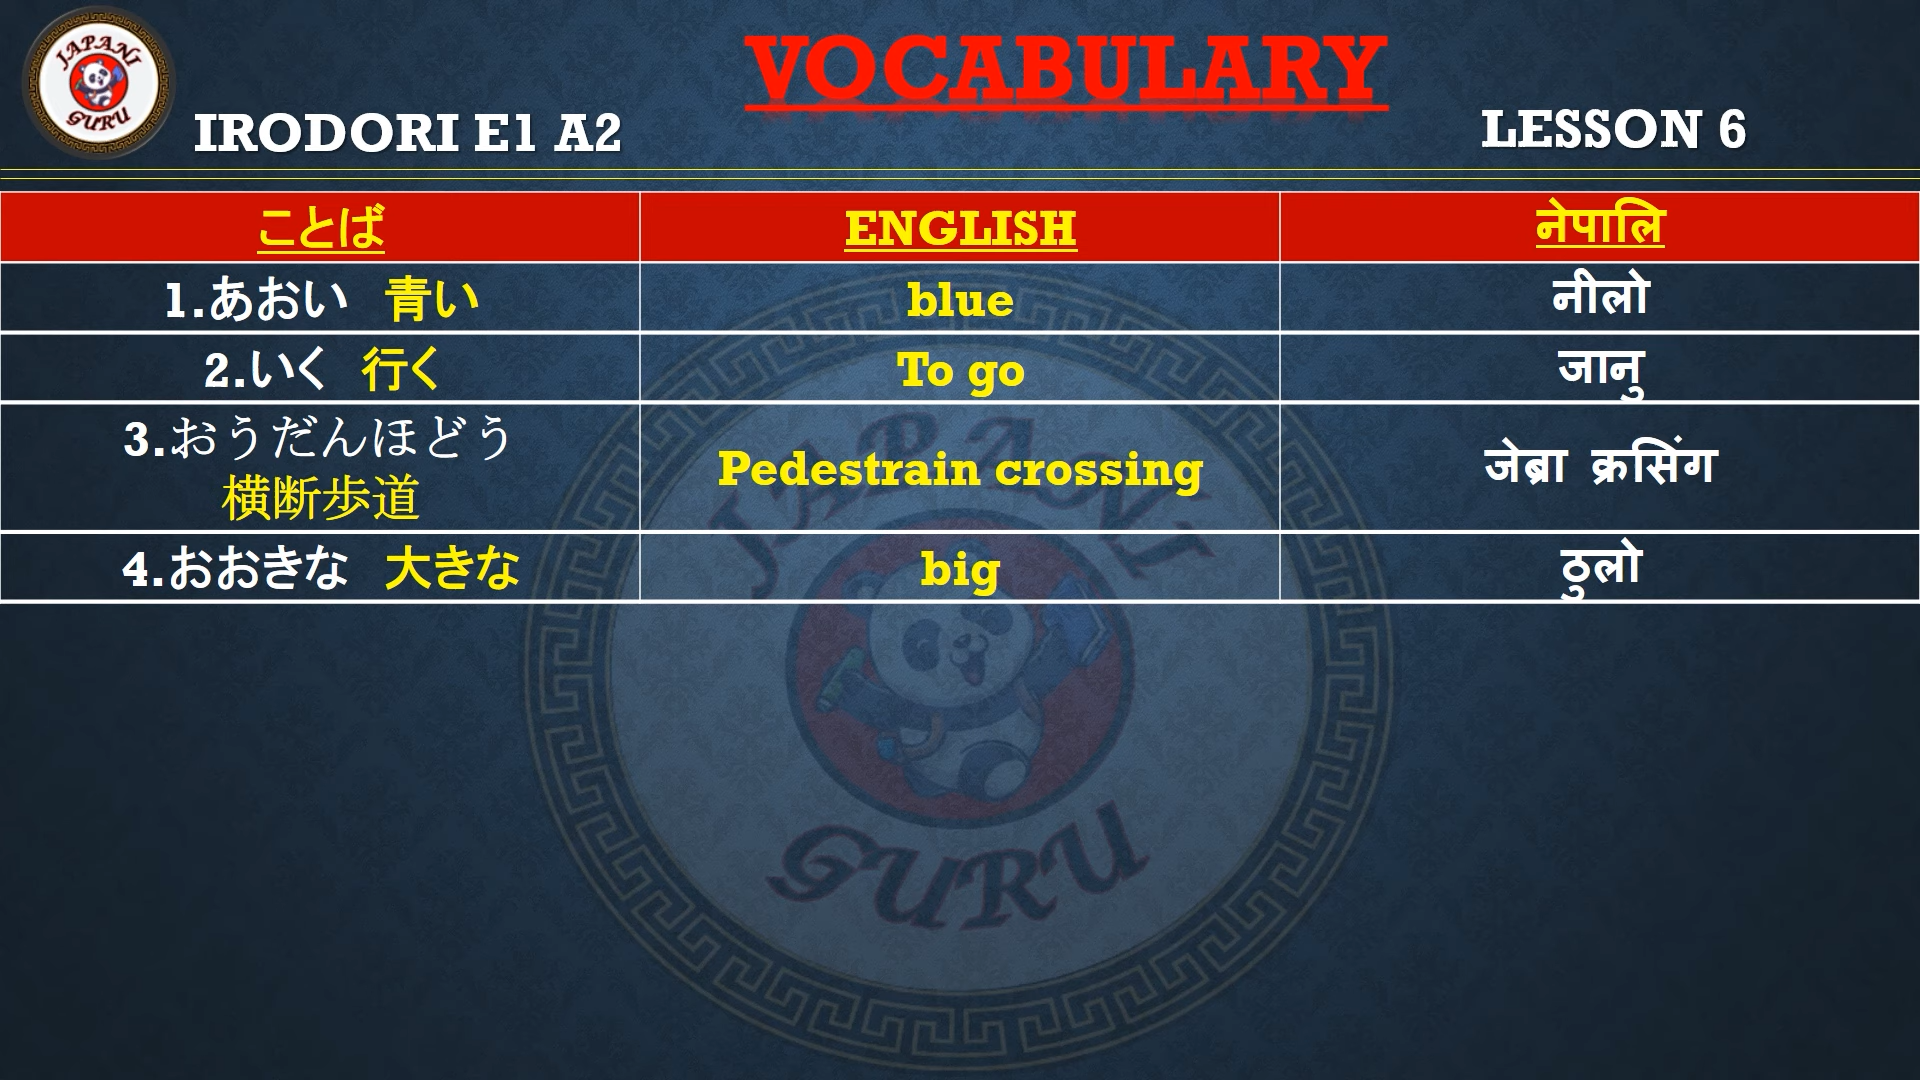 JAPANI
GURU
IRODORI E1 A2
VOCABULARY
LESSON 6
ことば ENGLISH नेपालि
1.あおい 青い blue नीलो
2.いく 行く To go जानु
3.おうだんほどう
横断歩道 Pedestrain crossing जेब्रा क्रसिंग
4.おおきな 大きな big ठुलो
JAPANI
GURU